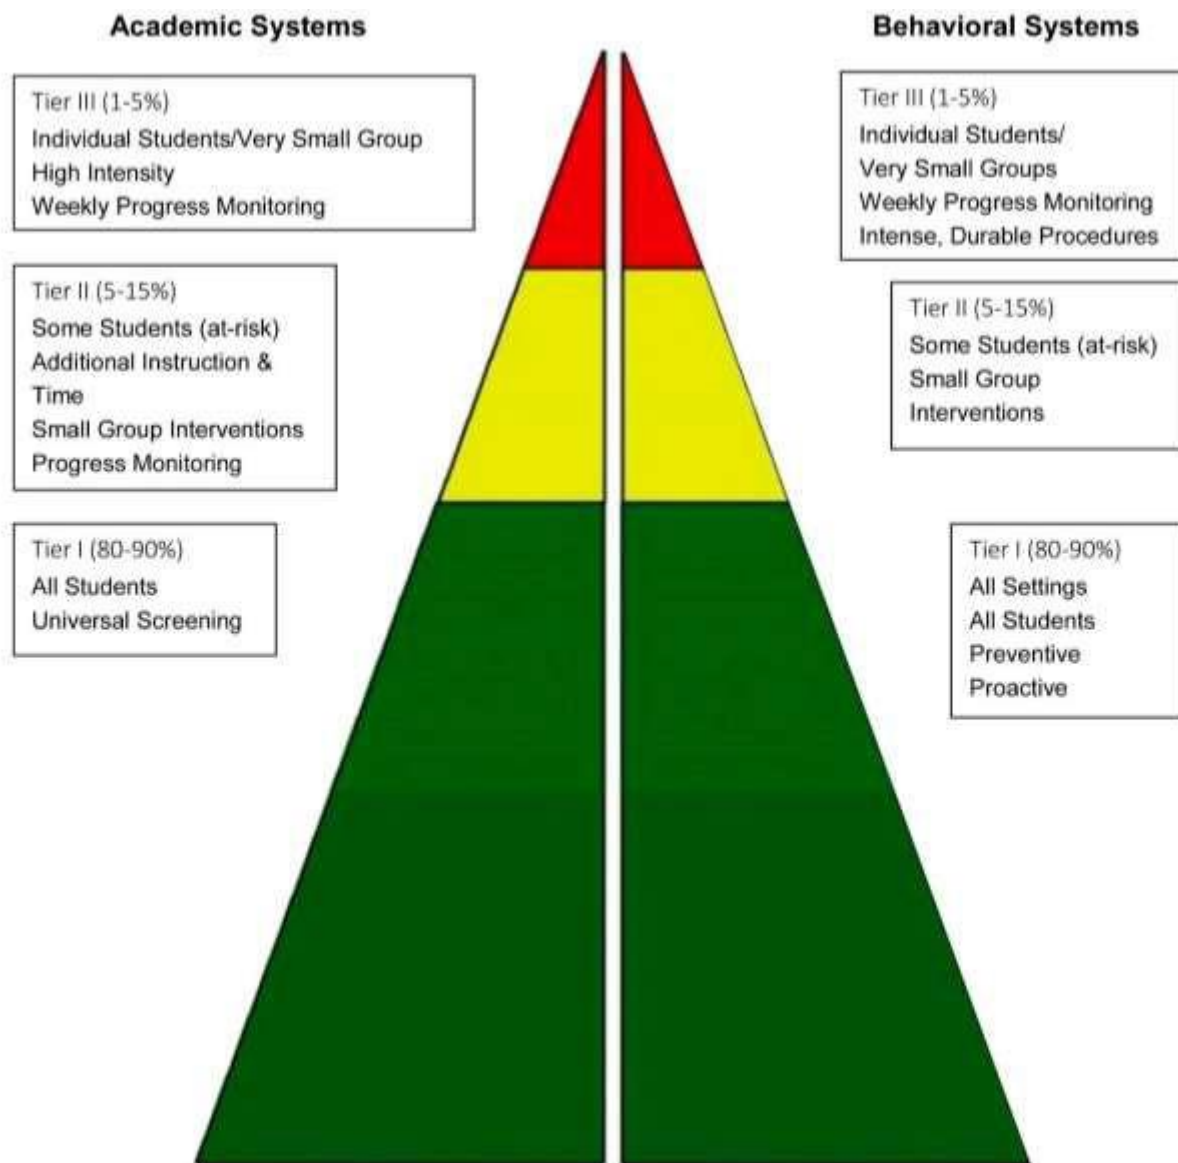 Academic Systems
Behavioral Systems
Tier III (1-5%)
Individual Students/Very Small Group
High Intensity
Weekly Progress Monitoring
Tier II (5-15%)
Some Students (at-risk)
Additional Instruction &
Time
Small Group Interventions
Progress Monitoring
Tier I (80-90%)
All Students
Universal Screening
Tier III (1-5%)
Individual Students/
Very Small Groups
Weekly Progress Monitoring
Intense, Durable Procedures
Tier II (5-15%)
Some Students (at-risk)
Small Group
Interventions
Tier I (80-90%)
All Settings
All Students
Preventive
Proactive